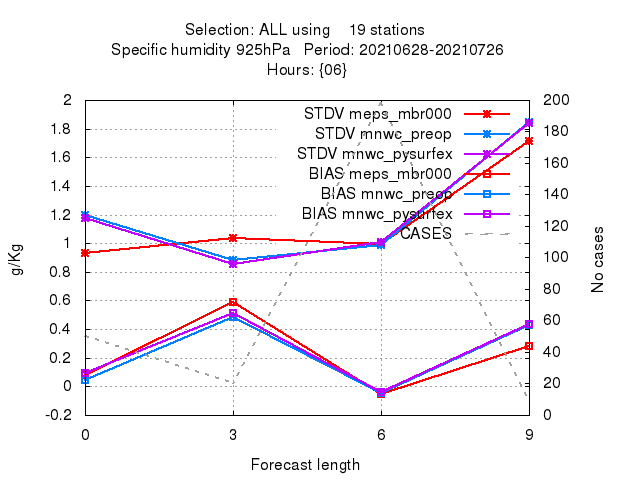 Selection: ALL using    19 stations
Specific humidity 925hPa   Period: 20210628-20210726
Hours: {06}
2
1.8
1.6
1.4
1.2
1
0.8
0.6
0.4
0.2
0
-0.2
g/Kg
STDV meps_mbr000
STDV mnwc_preop
STDV mnwc_pysurfex
BIAS meps_mbr000
BIAS mnwc_preop
BIAS mnwc_pysurfex
CASES
200
180
160
140
120
100
80
60
40
20
0
No cases
0 3 6 9
Forecast length